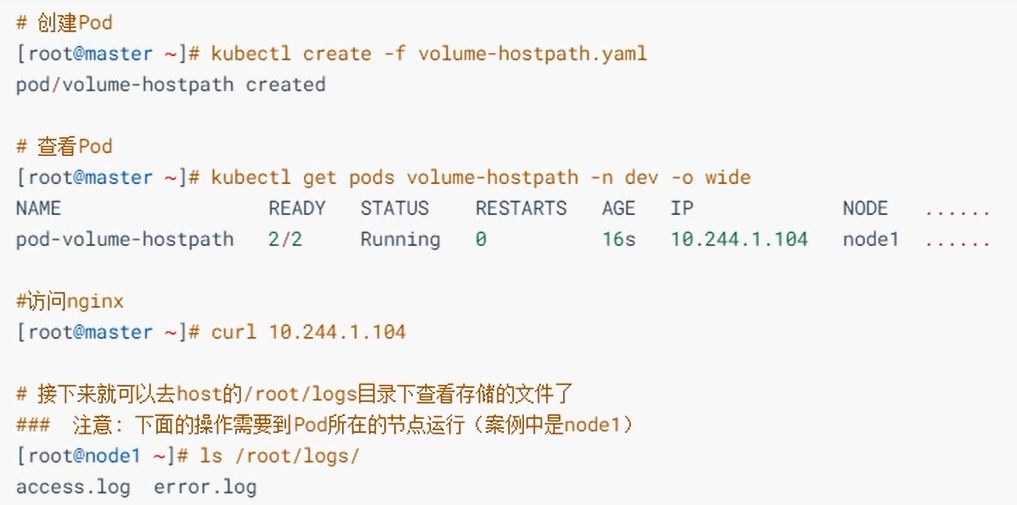 # 创建Pod
[root@master ~]# kubectl create -f volume-hostpath.yaml
pod/volume-hostpath created
# 查看Pod
[root@master ~]# kubectl get pods volume-hostpath -n dev -o wide
NAME READY STATUS RESTARTS AGE IP NODE ......
pod-volume-hostpath 2/2 Running 0 16s 10.244.1.104 node1 ......
#访问nginx
[root@master ~]# curl 10.244.1.104
# 接下来就可以去host的/root/logs目录下查看存储的文件了
### 注意: 下面的操作需要到Pod所在的节点运行（案例中是node1）
[root@node1 ~]# ls /root/logs/
access.log error.log